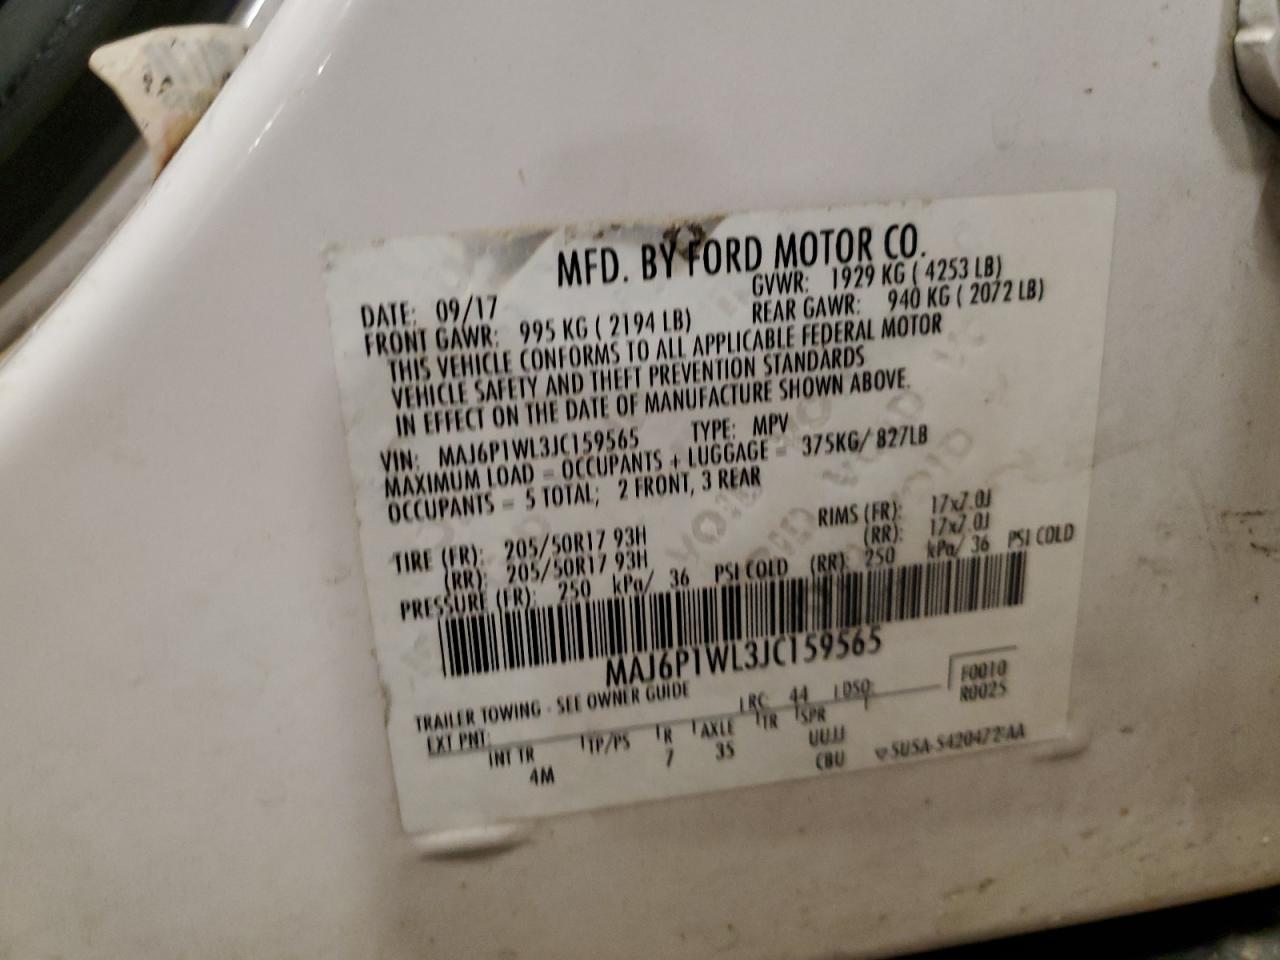 MFD. BY FORD MOTOR CO.
DATE: 09/17 GVWR: 1929 KG ( 4253 LB)
FRONT GAWR: 995 KG ( 2194 LB) REAR GAWR: 940 KG ( 2072 LB)
THIS VEHICLE CONFORMS TO ALL APPLICABLE FEDERAL MOTOR
VEHICLE SAFETY AND THEFT PREVENTION STANDARDS
IN EFFECT ON THE DATE OF MANUFACTURE SHOWN ABOVE.
VIN: MAJ6P1WL3JC159565 TYPE: MPV
MAXIMUM LOAD = OCCUPANTS + LUGGAGE = 375KG/ 827LB
OCCUPANTS = 5 TOTAL; 2 FRONT, 3 REAR
TIRE (FR): 205/50R17 93H RIMS (FR): 17x7.0J
(RR): 205/50R17 93H (RR): 17x7.0J
PRESSURE (FR): 250 kPa/ 36 PSI COLD (RR): 250 kPa/ 36 PSI COLD
MAJ6P1WL3JC159565
TRAILER TOWING - SEE OWNER GUIDE
EXT PNT: RC: 44 DSO: F0010
R0025
INT TR TP/PS R AXLE TR SPR
4M 7 35 UUJJ
CBU
VOID VOID